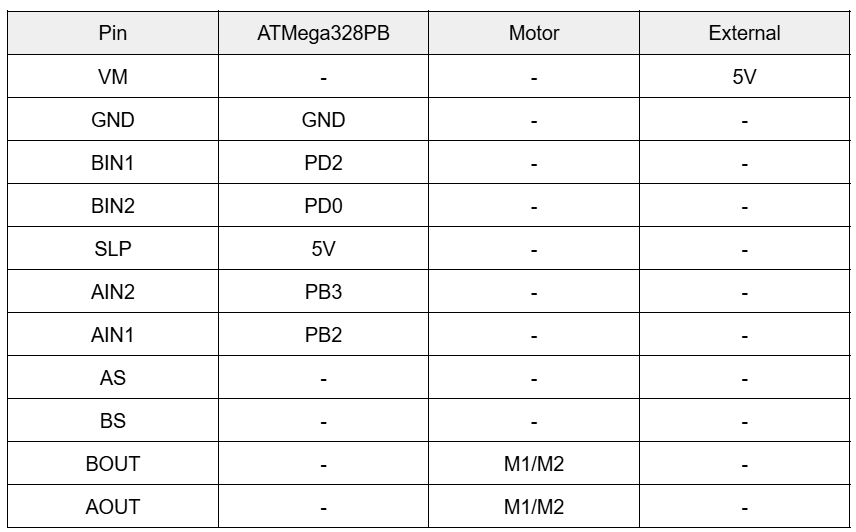 Pin ATMega328PB Motor External
VM - - 5V
GND GND - -
BIN1 PD2 - -
BIN2 PD0 - -
SLP 5V - -
AIN2 PB3 - -
AIN1 PB2 - -
AS - - -
BS - - -
BOUT - M1/M2 -
AOUT - M1/M2 -